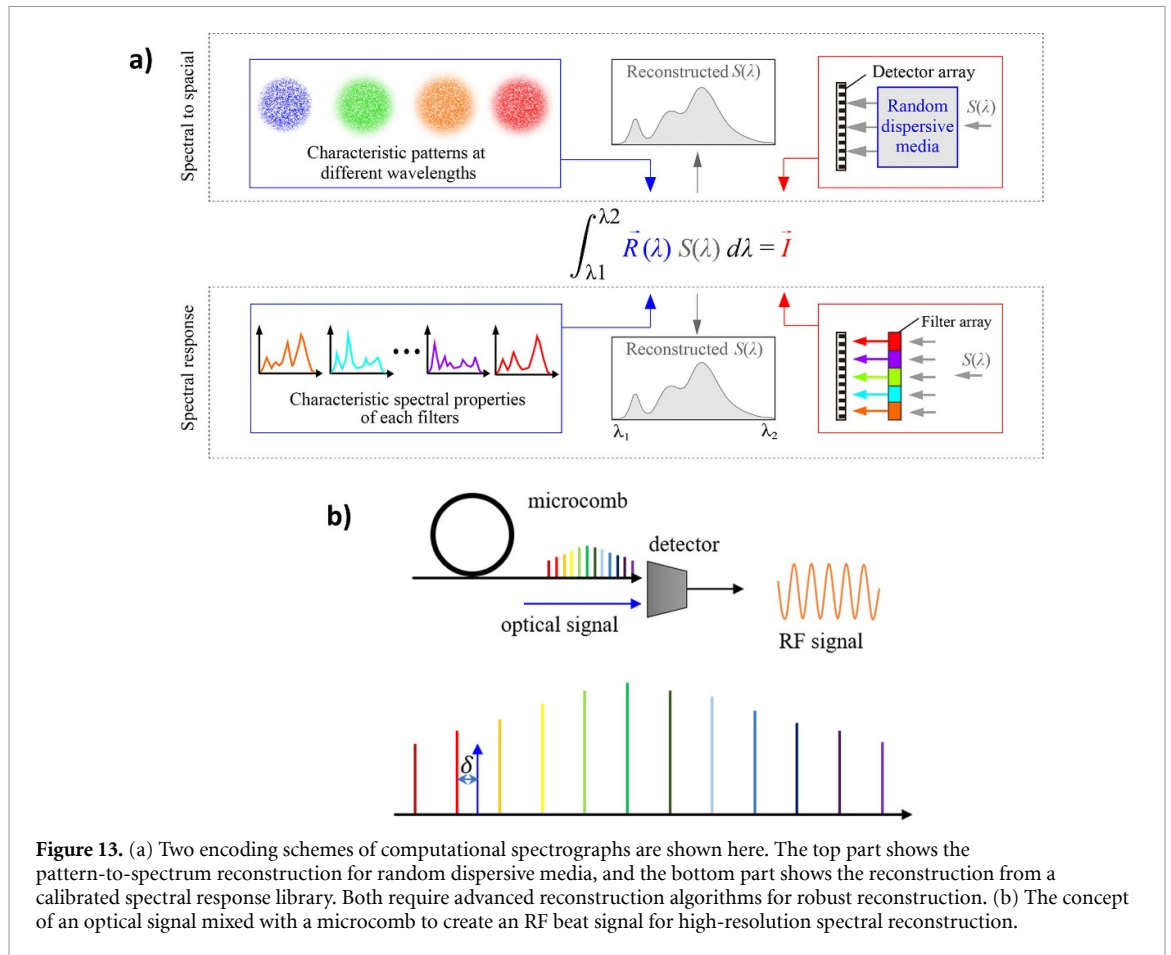 a)
Spectral to spacial
Characteristic patterns at
different wavelengths
Reconstructed S(λ)
Detector array
Random
dispersive
media
S(λ)
∫λ1λ2 R⃗(λ) S(λ) dλ = I⃗
Spectral response
Characteristic spectral properties
of each filters
Reconstructed S(λ)
λ1 λ2
Filter array
S(λ)
b)
microcomb
detector
optical signal
RF signal
δ
Figure 13. (a) Two encoding schemes of computational spectrographs are shown here. The top part shows the
pattern-to-spectrum reconstruction for random dispersive media, and the bottom part shows the reconstruction from a
calibrated spectral response library. Both require advanced reconstruction algorithms for robust reconstruction. (b) The concept
of an optical signal mixed with a microcomb to create an RF beat signal for high-resolution spectral reconstruction.